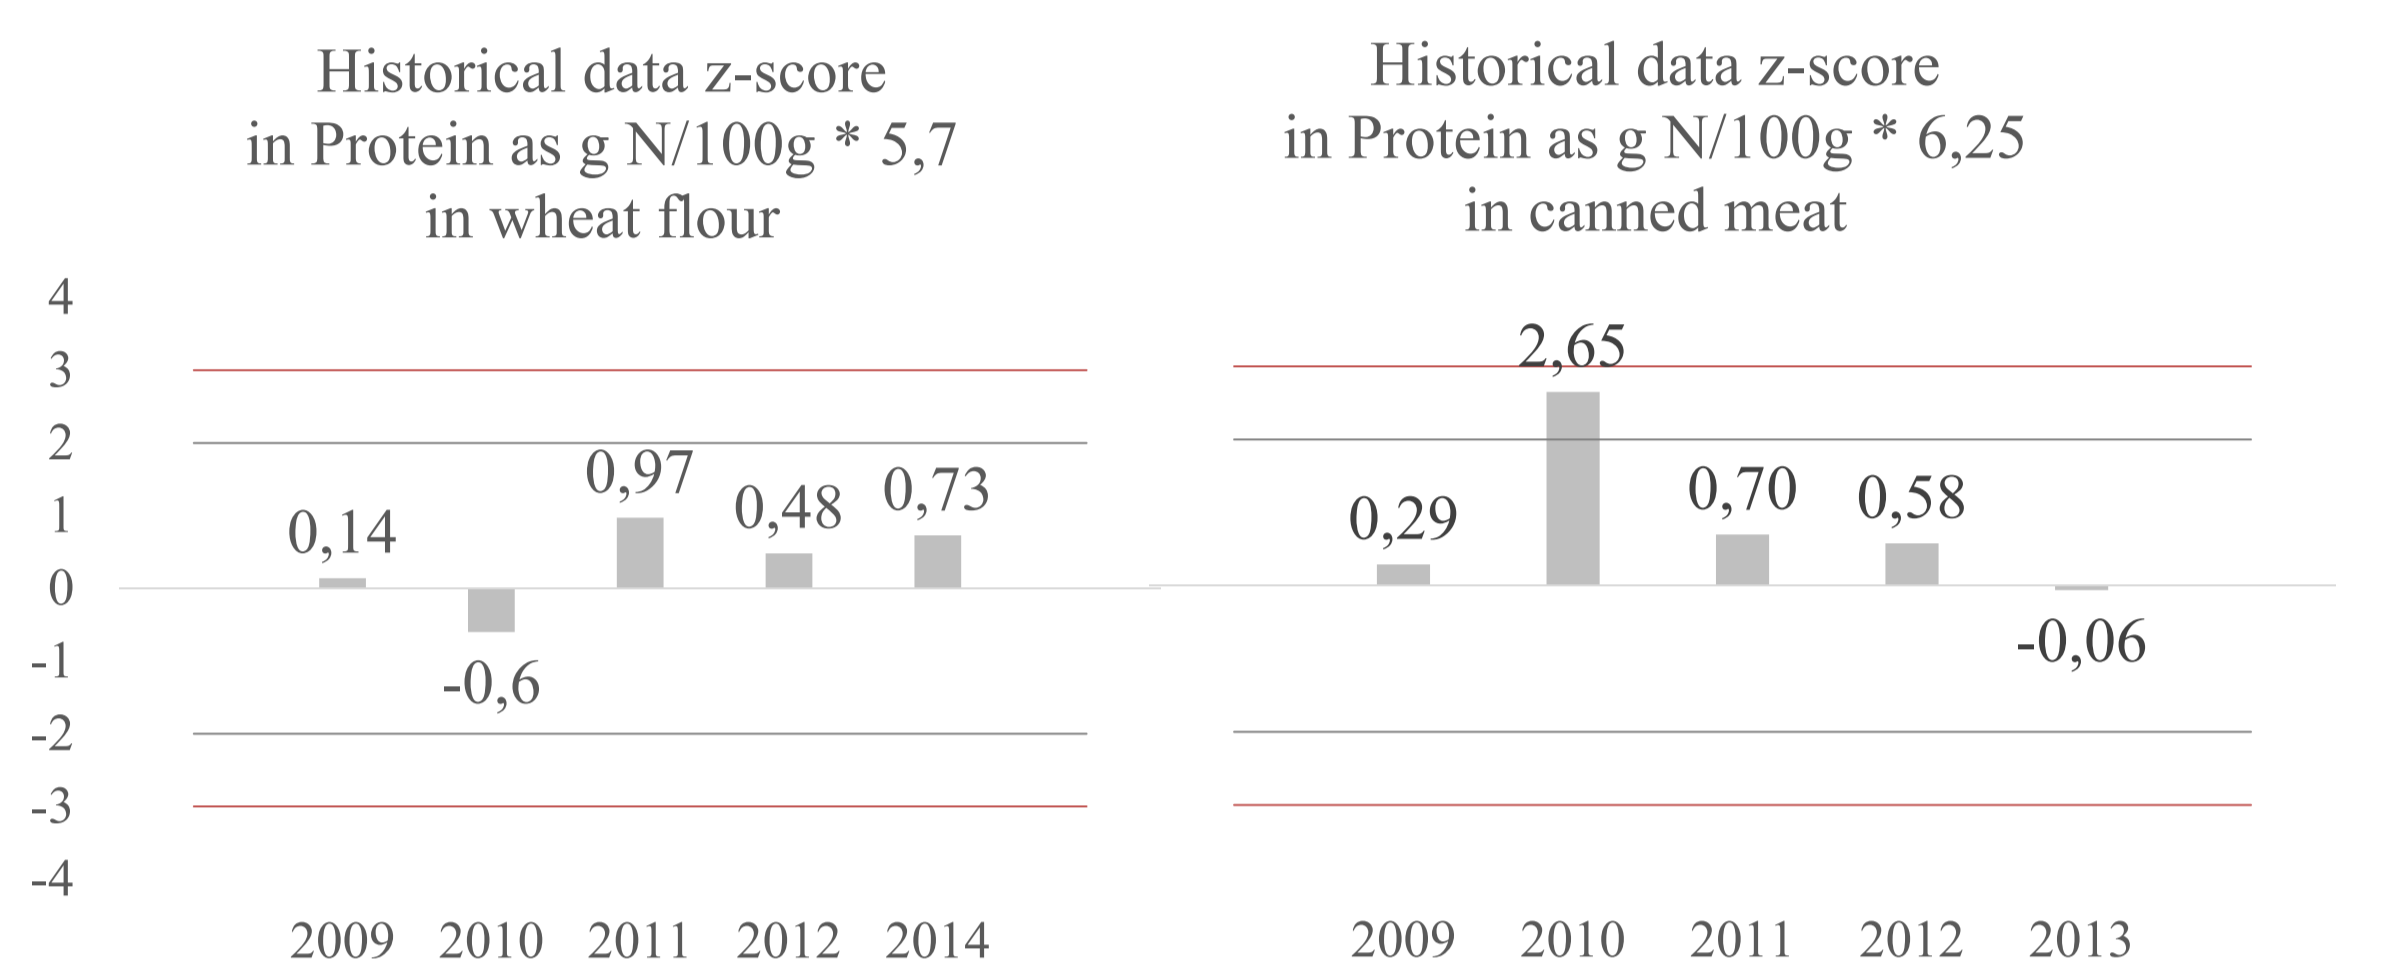 Historical data z-score
in Protein as g N/100g * 5,7
in wheat flour
4
3
2
1
0
-1
-2
-3
-4
0,14
-0,6
0,97
0,48
0,73
2009 2010 2011 2012 2014
Historical data z-score
in Protein as g N/100g * 6,25
in canned meat
0,29
2,65
0,70
0,58
-0,06
2009 2010 2011 2012 2013